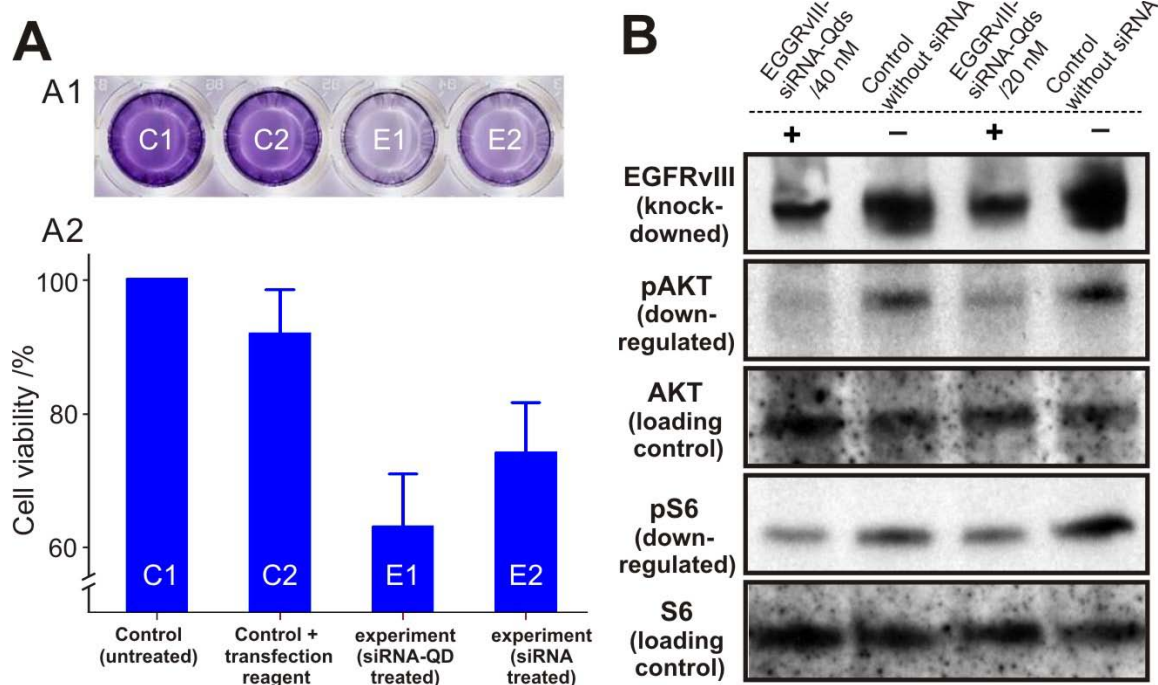 A
A1
C1 C2 E1 E2
A2
Cell viability /%
100
80
60
C1 C2 E1 E2
Control
(untreated)
Control +
transfection
reagent
experiment
(siRNA-QD
treated)
experiment
(siRNA
treated)
B
EGGRvIII-
siRNA-Qds
/40 nM
Control
without siRNA
EGGRvIII-
siRNA-Qds
/20 nM
Control
without siRNA
+ − + −
EGFRvIII
(knock-
downed)
pAKT
(down-
regulated)
AKT
(loading
control)
pS6
(down-
regulated)
S6
(loading
control)